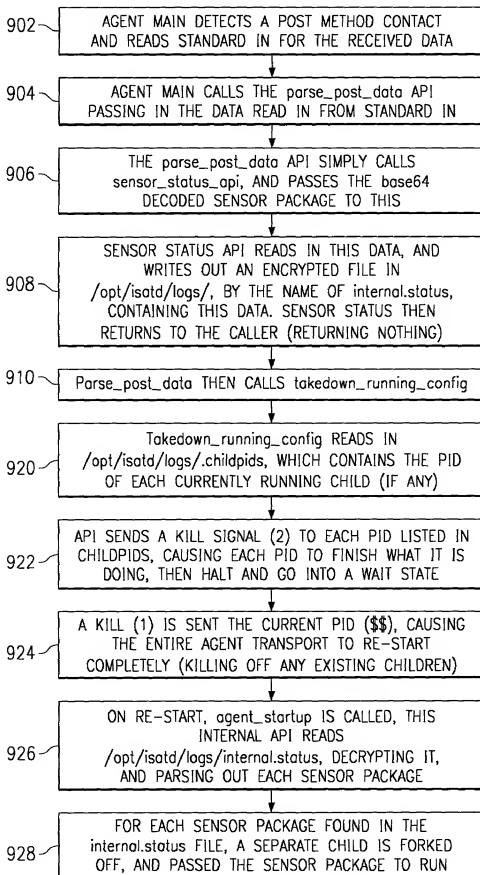 902
AGENT MAIN DETECTS A POST METHOD CONTACT
AND READS STANDARD IN FOR THE RECEIVED DATA
904
AGENT MAIN CALLS THE parse_post_data API
PASSING IN THE DATA READ IN FROM STANDARD IN
906
THE parse_post_data API SIMPLY CALLS
sensor_status_api, AND PASSES THE base64
DECODED SENSOR PACKAGE TO THIS
908
SENSOR STATUS API READS IN THIS DATA, AND
WRITES OUT AN ENCRYPTED FILE IN
/opt/isatd/logs/, BY THE NAME OF internal.status,
CONTAINING THIS DATA. SENSOR STATUS THEN
RETURNS TO THE CALLER (RETURNING NOTHING)
910
Parse_post_data THEN CALLS takedown_running_config
920
Takedown_running_config READS IN
/opt/isatd/logs/.childpids, WHICH CONTAINS THE PID
OF EACH CURRENTLY RUNNING CHILD (IF ANY)
922
API SENDS A KILL SIGNAL (2) TO EACH PID LISTED IN
CHILDPIDS, CAUSING EACH PID TO FINISH WHAT IT IS
DOING, THEN HALT AND GO INTO A WAIT STATE
924
A KILL (1) IS SENT THE CURRENT PID ($$), CAUSING
THE ENTIRE AGENT TRANSPORT TO RE-START
COMPLETELY (KILLING OFF ANY EXISTING CHILDREN)
926
ON RE-START, agent_startup IS CALLED, THIS
INTERNAL API READS
/opt/isatd/logs/internal.status, DECRYPTING IT,
AND PARSING OUT EACH SENSOR PACKAGE
928
FOR EACH SENSOR PACKAGE FOUND IN THE
internal.status FILE, A SEPARATE CHILD IS FORKED
OFF, AND PASSED THE SENSOR PACKAGE TO RUN